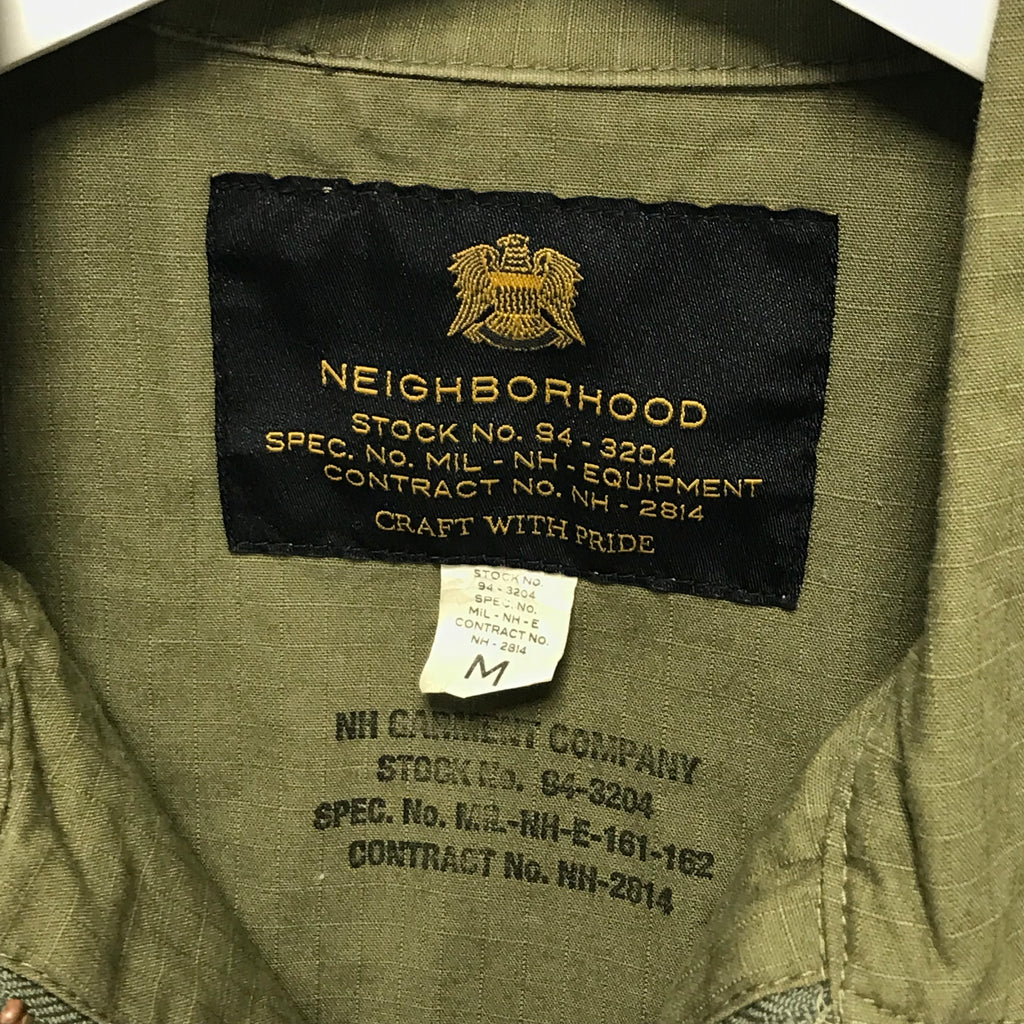 NEIGHBORHOOD
STOCK NO. 94 - 3204
SPEC. NO. MIL - NH - EQUIPMENT
CONTRACT NO. NH - 2814
CRAFT WITH PRIDE
STOCK NO.
94 - 3204
SPEC. NO.
MIL - NH - E
CONTRACT NO.
NH - 2814
M
NH GARMENT COMPANY
STOCK No. 94-3204
SPEC. No. MIL-NH-E-161-162
CONTRACT No. NH-2814